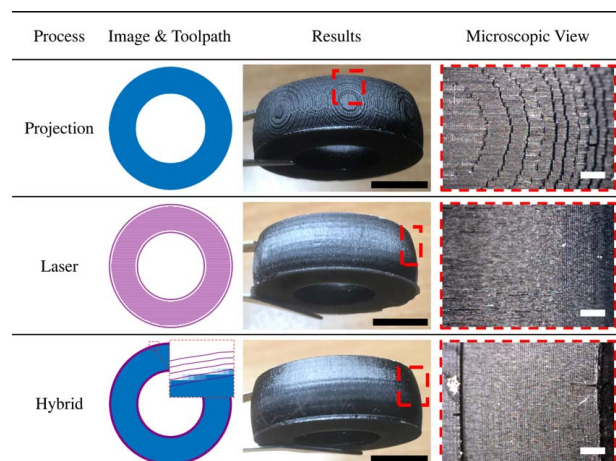 Process Image & Toolpath Results Microscopic View
Projection
Laser
Hybrid